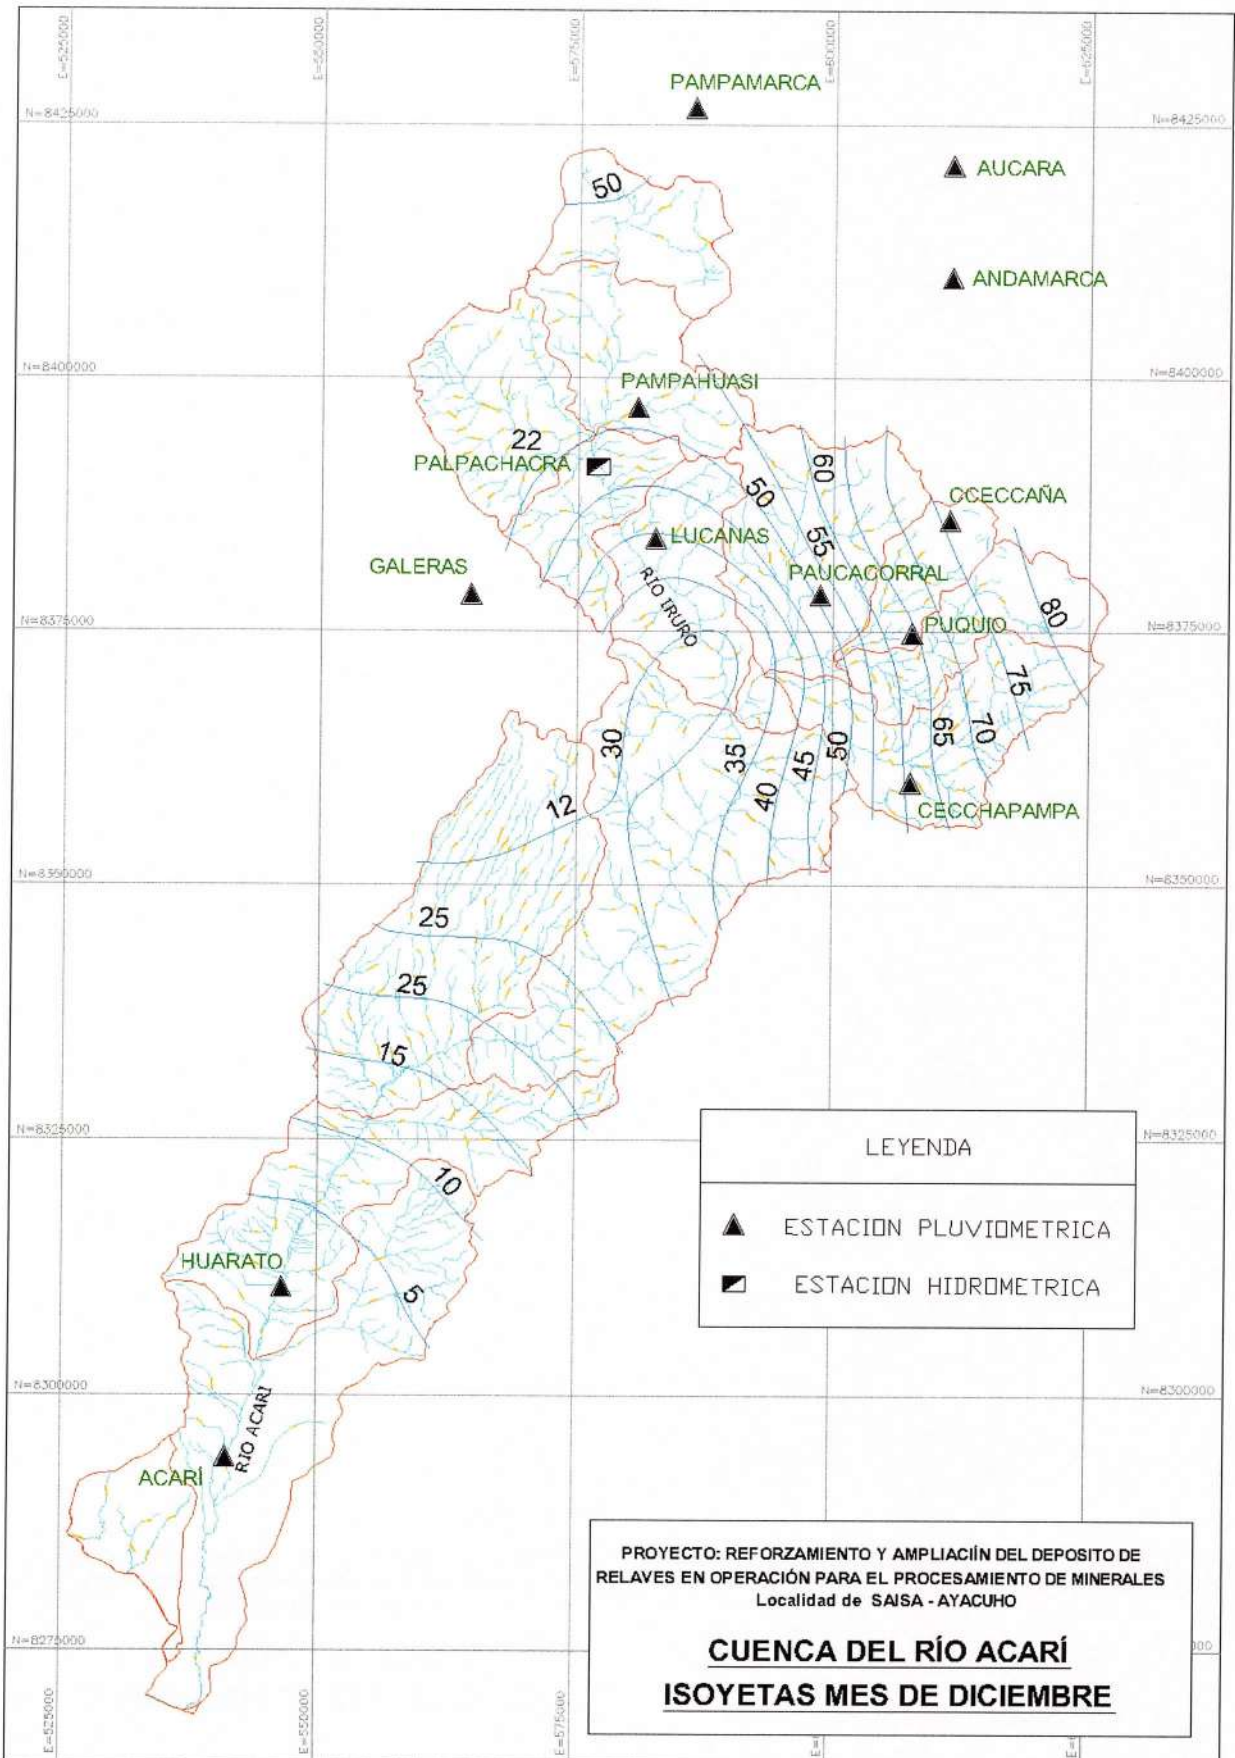 E=525000
E=550000
E=575000
E=600000
E=625000
PAMPAMARCA
N=8425000
N=8425000
AUCARA
50
ANDAMARCA
N=8400000
N=8400000
PAMPAHUASI
22
PALPACHACRA
60
50
CCECCAÑA
LUCANAS
55
GALERAS
PAUCACORRAL
RIO IRURO
80
N=8375000
N=8375000
PUQUIO
75
30
35
45
50
65
70
40
12
CECCHAPAMPA
N=8350000
N=8350000
25
25
15
N=8325000
N=8325000
LEYENDA
10
ESTACION PLUVIOMETRICA
HUARATO
5
ESTACION HIDROMETRICA
N=8300000
N=8300000
RIO ACARI
ACARÍ
PROYECTO: REFORZAMIENTO Y AMPLIACIÍN DEL DEPOSITO DE
RELAVES EN OPERACIÓN PARA EL PROCESAMIENTO DE MINERALES
Localidad de SAISA - AYACUHO
N=8275000
CUENCA DEL RÍO ACARÍ
ISOYETAS MES DE DICIEMBRE
E=525000
E=550000
E=575000